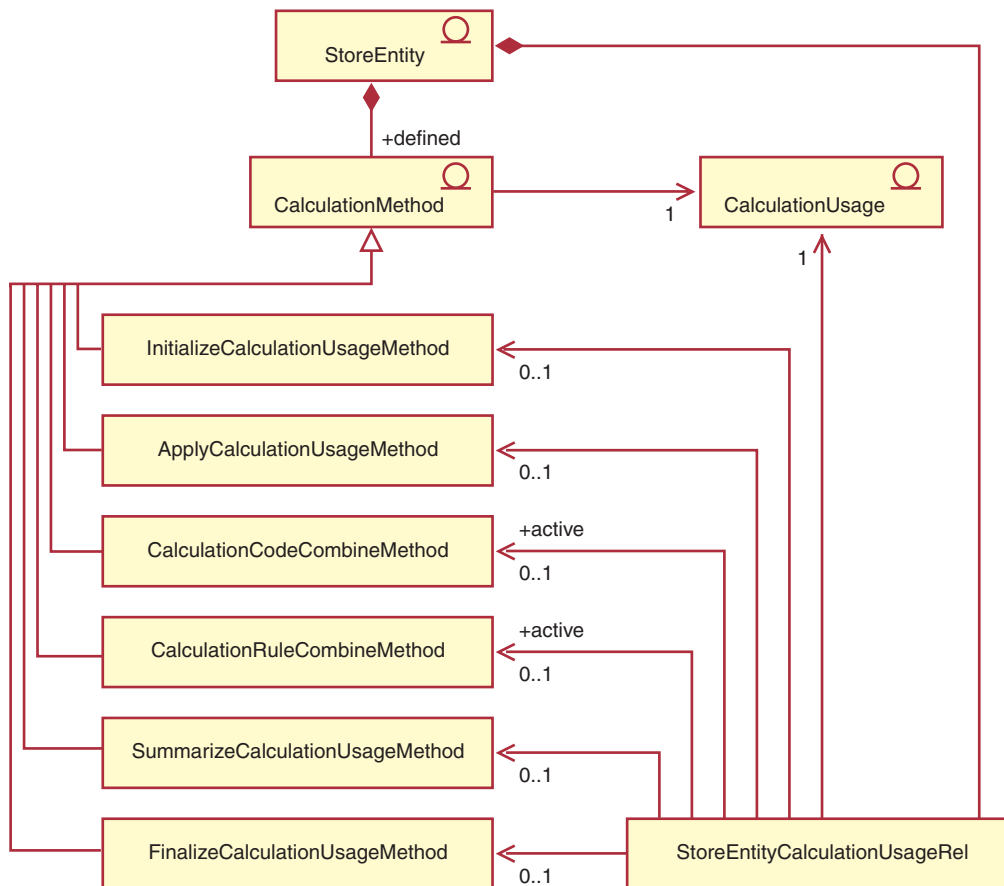 StoreEntity
+defined
CalculationMethod
1
CalculationUsage
1
InitializeCalculationUsageMethod
0..1
ApplyCalculationUsageMethod
0..1
+active
CalculationCodeCombineMethod
0..1
+active
CalculationRuleCombineMethod
0..1
SummarizeCalculationUsageMethod
0..1
FinalizeCalculationUsageMethod
0..1
StoreEntityCalculationUsageRel